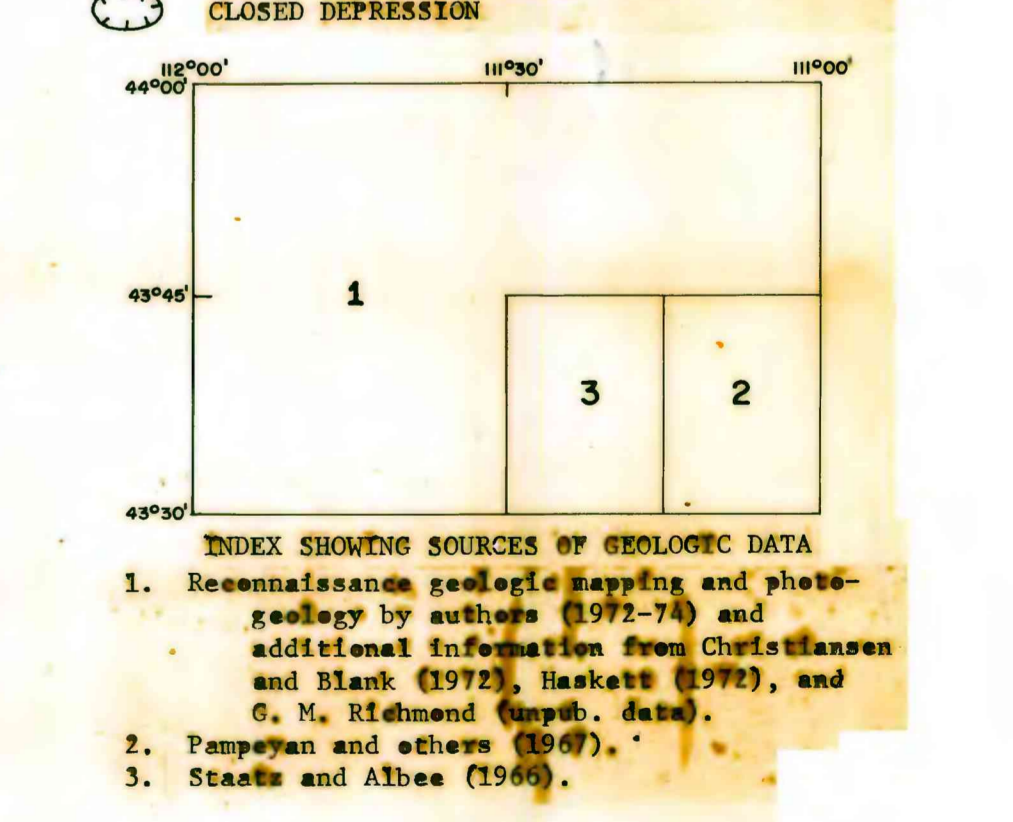 CLOSED DEPRESSION
112°00' 111°30' 111°00'
44°00'
43°45'
1
3 2
43°30'
INDEX SHOWING SOURCES OF GEOLOGIC DATA
1. Reconnaissance geologic mapping and photo-
geology by authors (1972-74) and
additional information from Christiansen
and Blank (1972), Haskett (1972), and
G. M. Richmond (unpub. data).
2. Pampeyan and others (1967).
3. Staatz and Albee (1966).